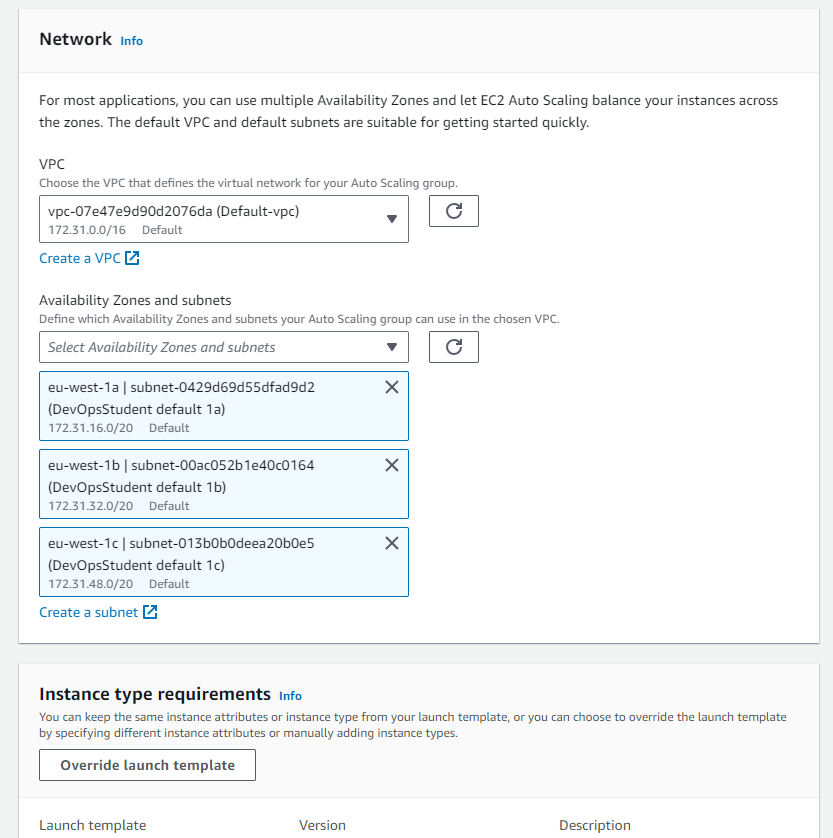 Network Info
For most applications, you can use multiple Availability Zones and let EC2 Auto Scaling balance your instances across
the zones. The default VPC and default subnets are suitable for getting started quickly.
VPC
Choose the VPC that defines the virtual network for your Auto Scaling group.
vpc-07e47e9d90d2076da (Default-vpc)
172.31.0.0/16 Default
Create a VPC
Availability Zones and subnets
Define which Availability Zones and subnets your Auto Scaling group can use in the chosen VPC.
Select Availability Zones and subnets
eu-west-1a | subnet-0429d69d55dfad9d2
(DevOpsStudent default 1a)
172.31.16.0/20 Default
eu-west-1b | subnet-00ac052b1e40c0164
(DevOpsStudent default 1b)
172.31.32.0/20 Default
eu-west-1c | subnet-013b0b0deea20b0e5
(DevOpsStudent default 1c)
172.31.48.0/20 Default
Create a subnet
Instance type requirements Info
You can keep the same instance attributes or instance type from your launch template, or you can choose to override the launch template
by specifying different instance attributes or manually adding instance types.
Override launch template
Launch template Version Description